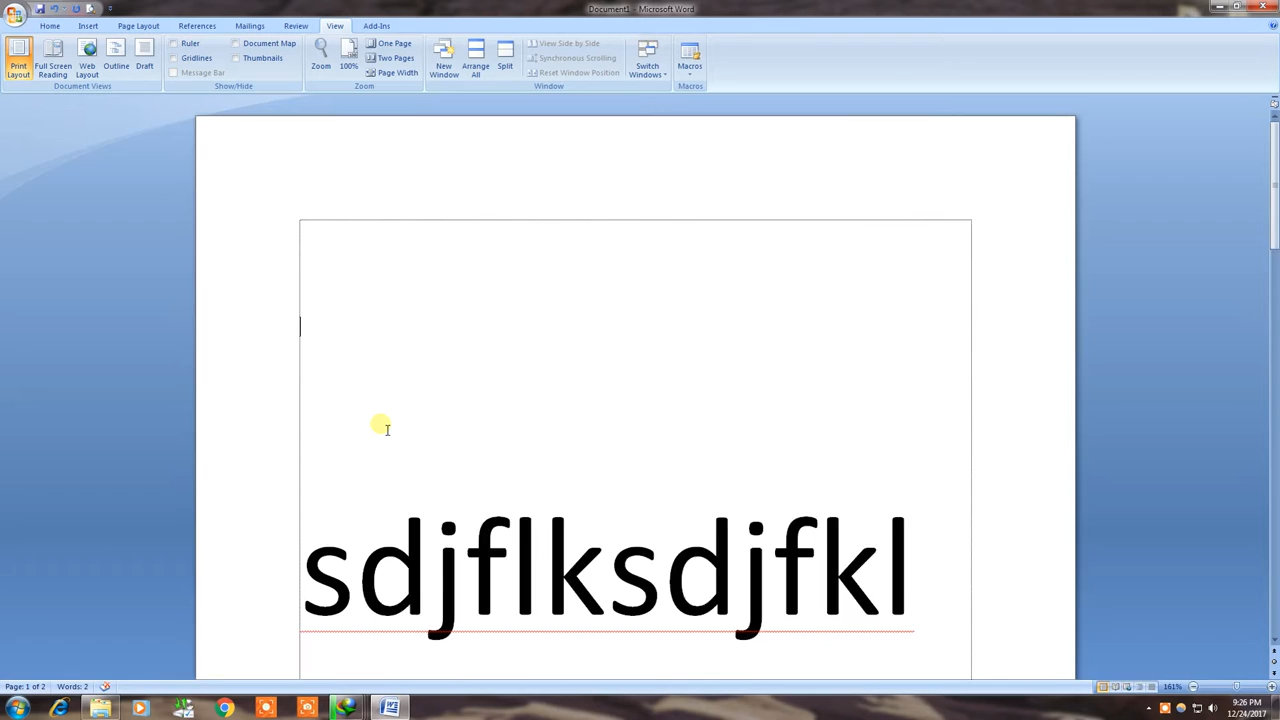 Document1 - Microsoft Word
Home Insert Page Layout References Mailings Review View Add-Ins
Print Layout
Full Screen Reading
Web Layout
Outline
Draft
Document Views
Ruler
Gridlines
Message Bar
Document Map
Thumbnails
Show/Hide
Zoom
100%
One Page
Two Pages
Page Width
Zoom
New Window
Arrange All
Split
View Side by Side
Synchronous Scrolling
Reset Window Position
Switch Windows
Window
Macros
Macros
sdjflksdjfkl
Page: 1 of 2 Words: 2
161%
9:26 PM
12/24/2017